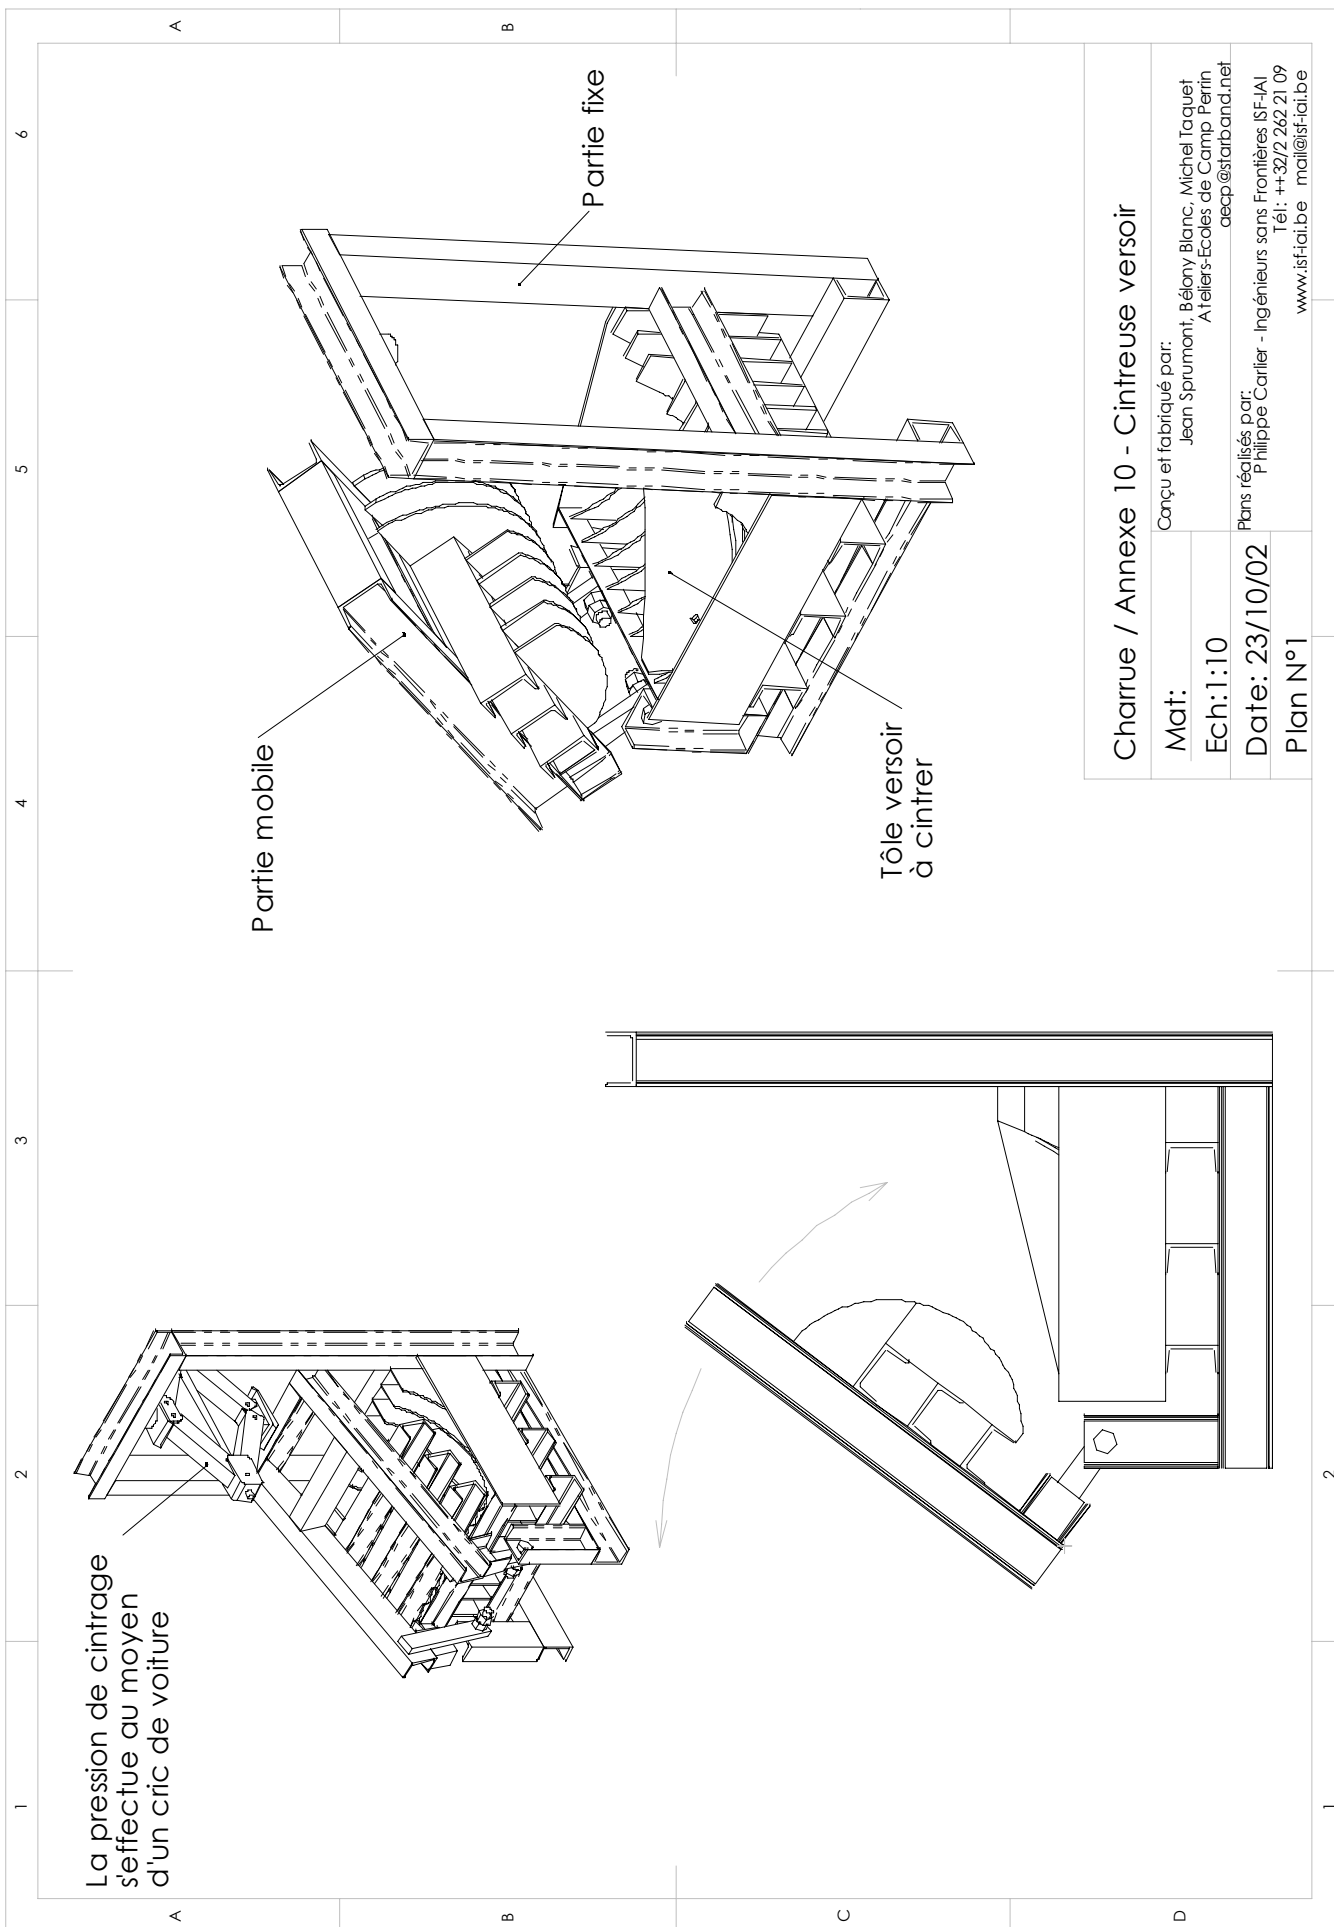 1
2
3
4
5
6
A
A
B
B
C
D
1
2
La pression de cintrage
s'effectue au moyen
d'un cric de voiture
Partie mobile
Partie fixe
Tôle versoir
à cintrer
Charrue / Annexe 10 - Cintreuse versoir
Mat:
Ech:1:10
Date: 23/10/02
Plan N°1
Conçu et fabriqué par:
Jean Sprumont, Bélony Blanc, Michel Taquet
Ateliers-Ecoles de Camp Perrin
aecp@starband.net
Plans réalisés par:
Philippe Carlier - Ingénieurs sans Frontières ISF-IAI
Tél: ++32/2 262 21 09
www.isf-iai.be mail@isf-iai.be